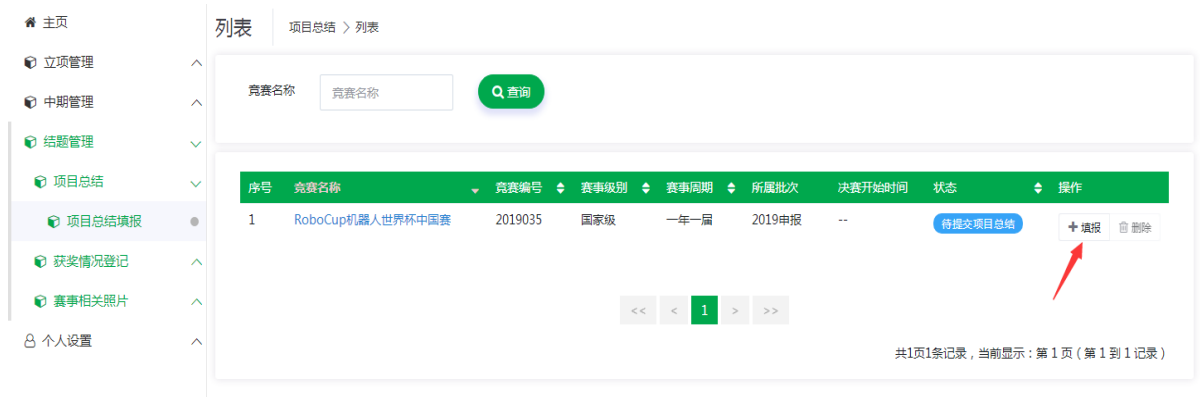 主页
立项管理
中期管理
结题管理
项目总结
项目总结填报
获奖情况登记
赛事相关照片
个人设置
列表 项目总结 > 列表
竞赛名称 竞赛名称 查询
序号 竞赛名称 竞赛编号 赛事级别 赛事周期 所属批次 决赛开始时间 状态 操作
1 RoboCup机器人世界杯中国赛 2019035 国家级 一年一届 2019申报 -- 待提交项目总结 填报 删除
<< < 1 > >>
共1页1条记录，当前显示：第 1 页 ( 第 1 到 1 记录 )